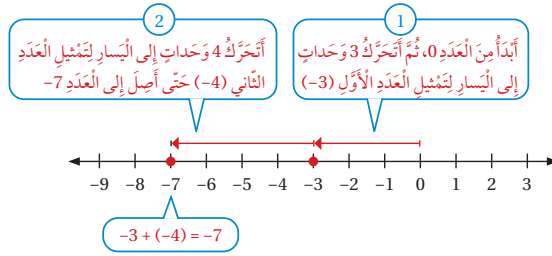 1
أَبْدَأُ مِنَ الْعَدَدِ 0، ثُمَّ أَتَحَرَّكُ 3 وَحَداتٍ
إِلى الْيَسارِ لِتَمْثيلِ الْعَدَدِ الْأَوَّلِ (−3)
2
أَتَحَرَّكُ 4 وَحَداتٍ إِلى الْيَسارِ لِتَمْثيلِ الْعَدَدِ
الثّاني (−4) حَتّى أَصِلَ إِلى الْعَدَدِ 7−
−9 −8 −7 −6 −5 −4 −3 −2 −1 0 1 2 3
−3 + (−4) = −7